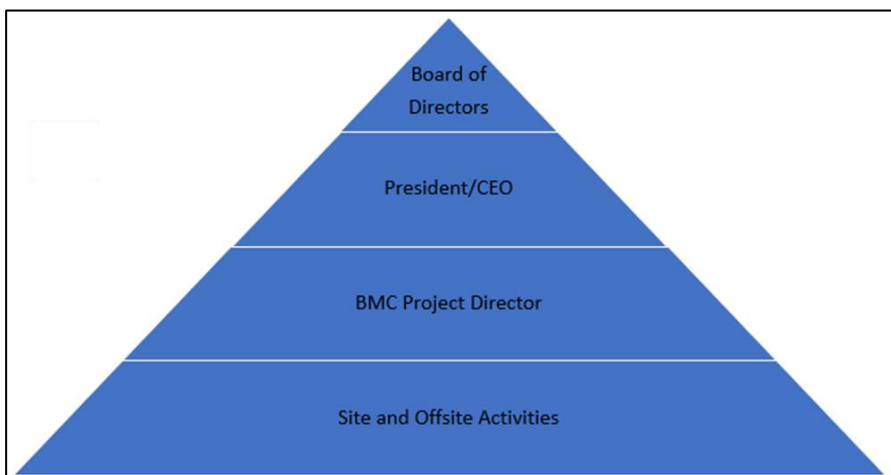 Board of
Directors
President/CEO
BMC Project Director
Site and Offsite Activities